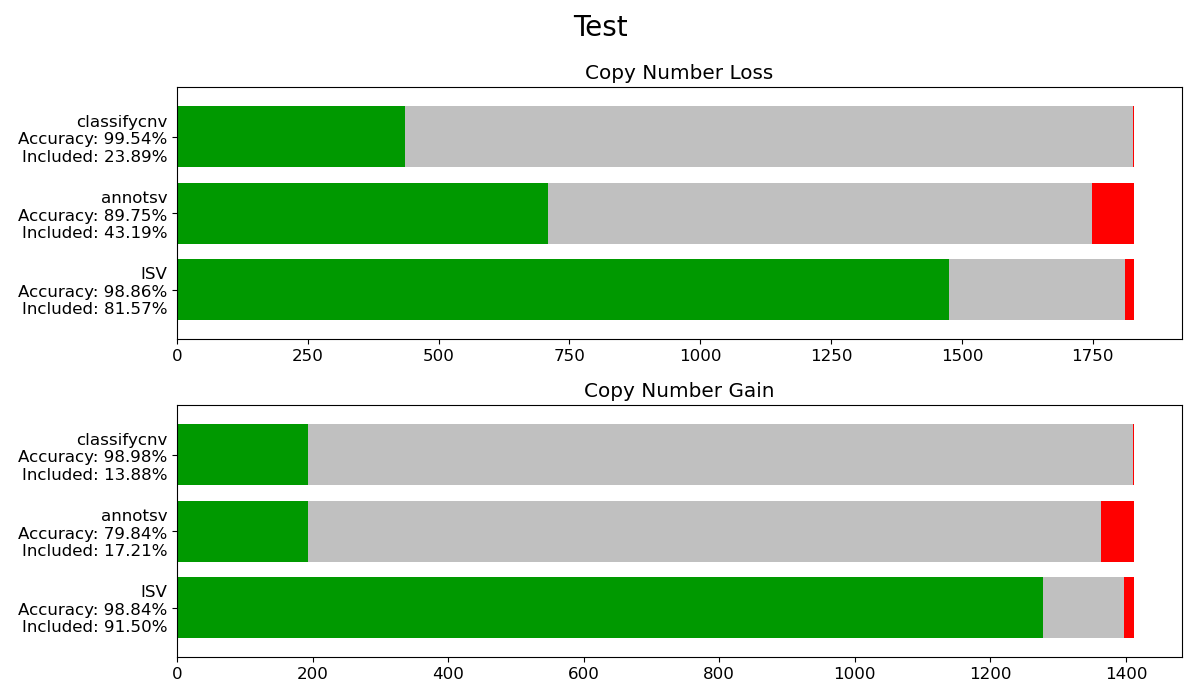 Test
Copy Number Loss
classifycnv
Accuracy: 99.54%
Included: 23.89%
annotsv
Accuracy: 89.75%
Included: 43.19%
ISV
Accuracy: 98.86%
Included: 81.57%
0 250 500 750 1000 1250 1500 1750
Copy Number Gain
classifycnv
Accuracy: 98.98%
Included: 13.88%
annotsv
Accuracy: 79.84%
Included: 17.21%
ISV
Accuracy: 98.84%
Included: 91.50%
0 200 400 600 800 1000 1200 1400